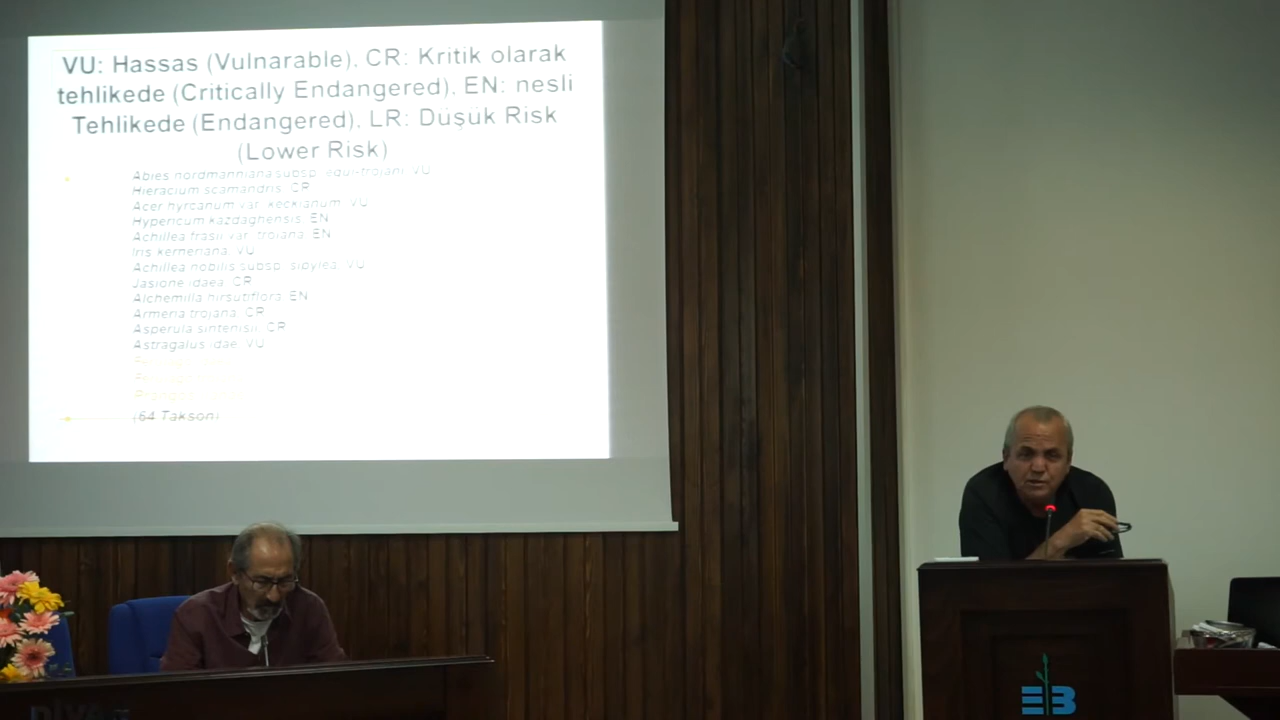 VU: Hassas (Vulnarable). CR: Kritik olarak
tehlikede (Critically Endangered). EN: nesli
Tehlikede (Endangered). LR: Düşük Risk
(Lower Risk)
Abies nordmanniana subsp. equi-trojani: VU
Hieracium scamandris: CR
Acer hyrcanum var. keckianum: VU
Hypericum kazdaghensis: EN
Achillea frasii var. trojana: EN
Iris kerneriana: VU
Achillea nobilis subsp. sibylea: VU
Jasione idaea: CR
Alchemilla hirsutiflora: EN
Armeria trojana: CR
Asperula sintenisii: CR
Astragalus idae: VU
(64 Takson)